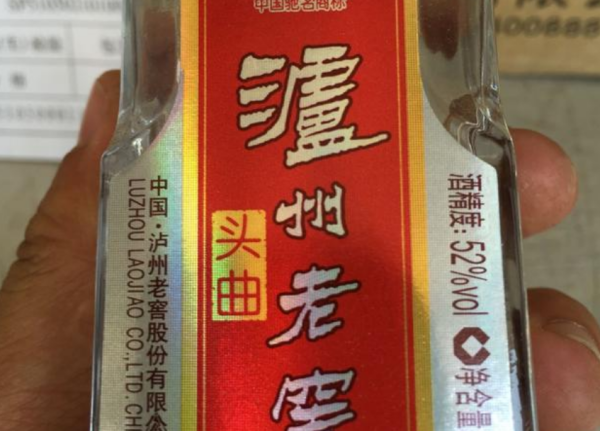 中国驰名商标
瀘州老窖
头曲
中国·泸州老窖股份有限公
LUZHOU LAOJIAO CO.,LTD.
酒精度:52%vol
净含量